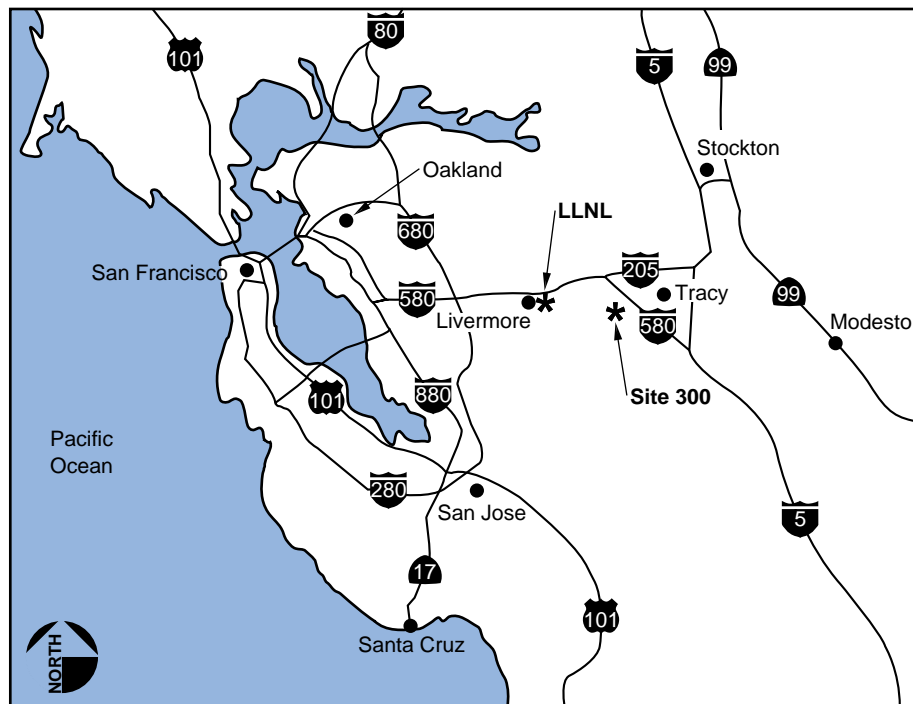 80
101
5
99
Stockton
Oakland
LLNL
680
San Francisco
205
580
Tracy
99
Livermore
580
Modesto
880
Site 300
101
Pacific
Ocean
280
San Jose
5
17
101
Santa Cruz
NORTH